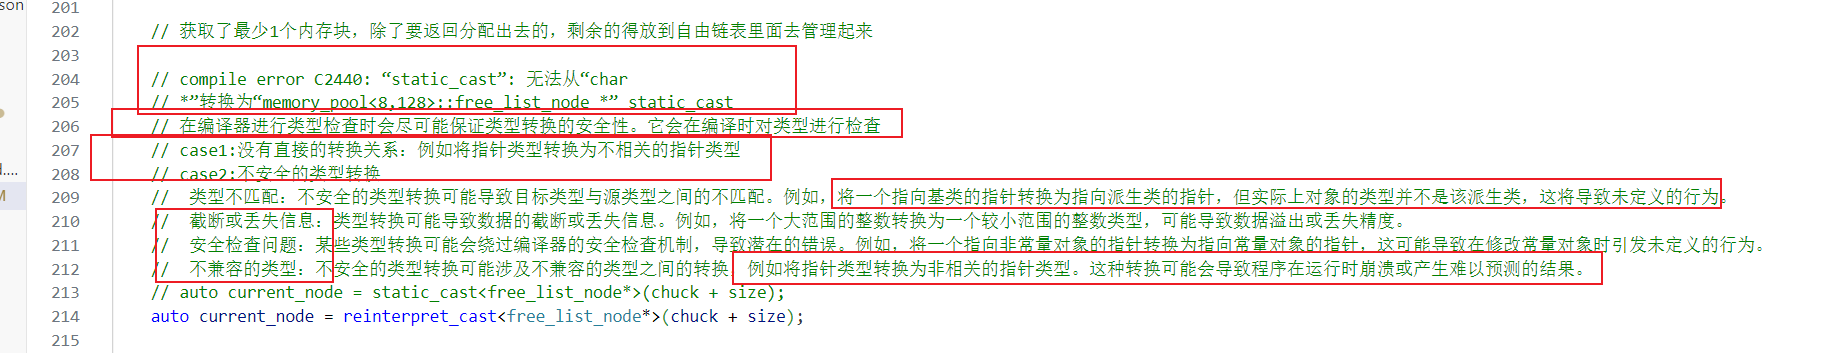 son
201
202 // 获取了最少1个内存块，除了要返回分配出去的，剩余的得放到自由链表里面去管理起来
203
204 // compile error C2440: “static_cast”: 无法从“char
205 // *”转换为“memory_pool<8,128>::free_list_node *” static_cast
206 // 在编译器进行类型检查时会尽可能保证类型转换的安全性。它会在编译时对类型进行检查
207 // case1:没有直接的转换关系：例如将指针类型转换为不相关的指针类型
208 // case2:不安全的类型转换
d....
209 // 类型不匹配：不安全的类型转换可能导致目标类型与源类型之间的不匹配。例如，将一个指向基类的指针转换为指向派生类的指针，但实际上对象的类型并不是该派生类，这将导致未定义的行为。
M
210 // 截断或丢失信息：类型转换可能导致数据的截断或丢失信息。例如，将一个大范围的整数转换为一个较小范围的整数类型，可能导致数据溢出或丢失精度。
211 // 安全检查问题：某些类型转换可能会绕过编译器的安全检查机制，导致潜在的错误。例如，将一个指向非常量对象的指针转换为指向常量对象的指针，这可能导致在修改常量对象时引发未定义的行为。
212 // 不兼容的类型：不安全的类型转换可能涉及不兼容的类型之间的转换，例如将指针类型转换为非相关的指针类型。这种转换可能会导致程序在运行时崩溃或产生难以预测的结果。
213 // auto current_node = static_cast<free_list_node*>(chuck + size);
214 auto current_node = reinterpret_cast<free_list_node*>(chuck + size);
215